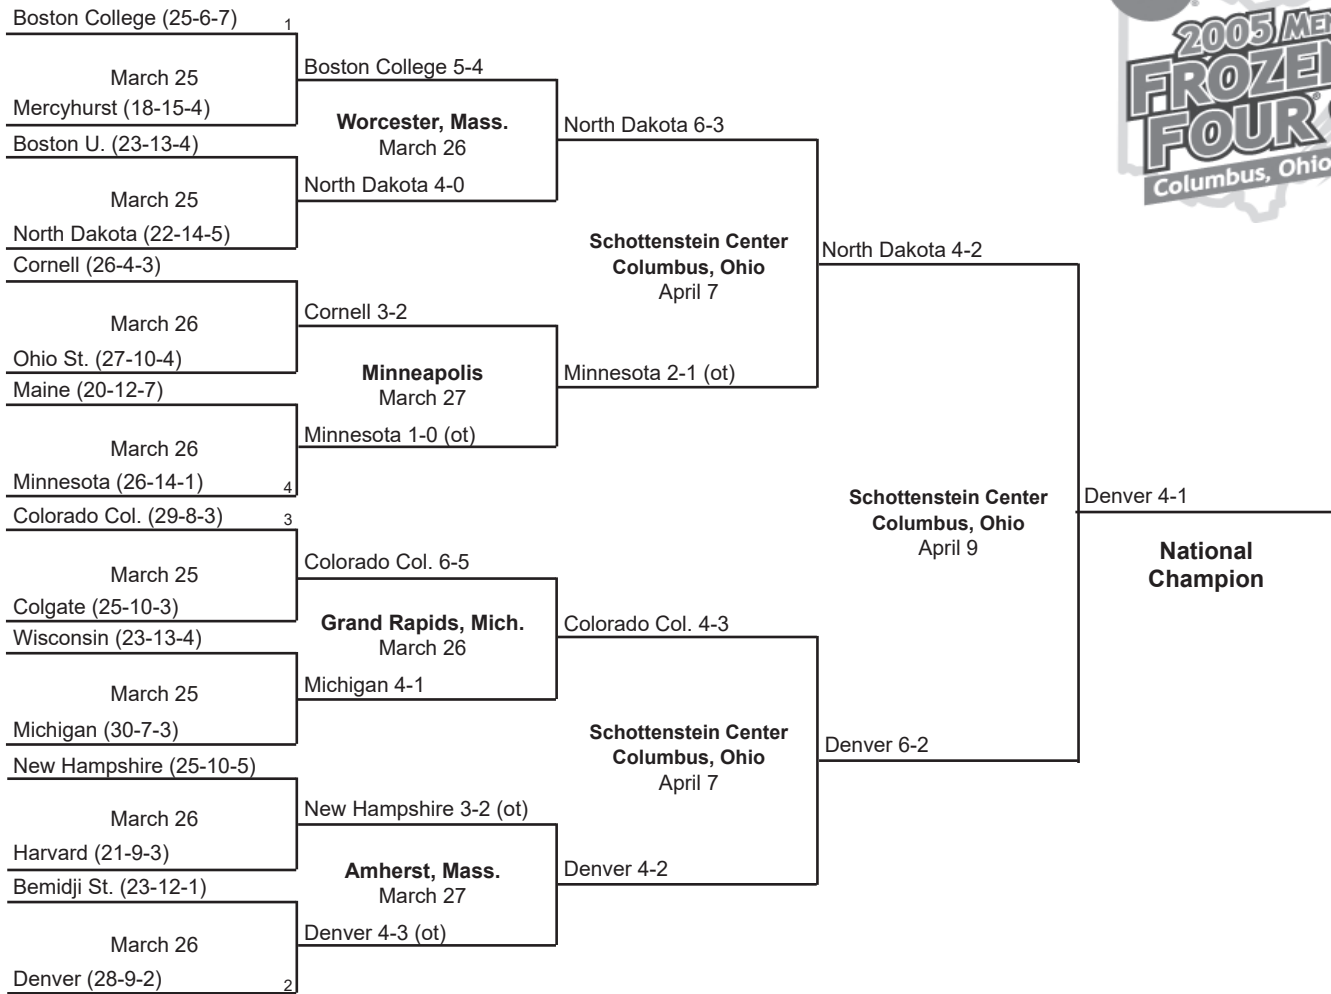 Boston College (25-6-7) 1
March 25
Mercyhurst (18-15-4)
Boston U. (23-13-4)
March 25
North Dakota (22-14-5)
Cornell (26-4-3)
March 26
Ohio St. (27-10-4)
Maine (20-12-7)
March 26
Minnesota (26-14-1) 4
Colorado Col. (29-8-3) 3
March 25
Colgate (25-10-3)
Wisconsin (23-13-4)
March 25
Michigan (30-7-3)
New Hampshire (25-10-5)
March 26
Harvard (21-9-3)
Bemidji St. (23-12-1)
March 26
Denver (28-9-2) 2
Boston College 5-4
Worcester, Mass.
March 26
North Dakota 4-0
Cornell 3-2
Minneapolis
March 27
Minnesota 1-0 (ot)
Colorado Col. 6-5
Grand Rapids, Mich.
March 26
Michigan 4-1
New Hampshire 3-2 (ot)
Amherst, Mass.
March 27
Denver 4-3 (ot)
North Dakota 6-3
Schottenstein Center
Columbus, Ohio
April 7
Minnesota 2-1 (ot)
Colorado Col. 4-3
Schottenstein Center
Columbus, Ohio
April 7
Denver 4-2
North Dakota 4-2
Schottenstein Center
Columbus, Ohio
April 9
Denver 6-2
Denver 4-1
National
Champion
2005 MEN
FROZEN
FOUR
Columbus, Ohio